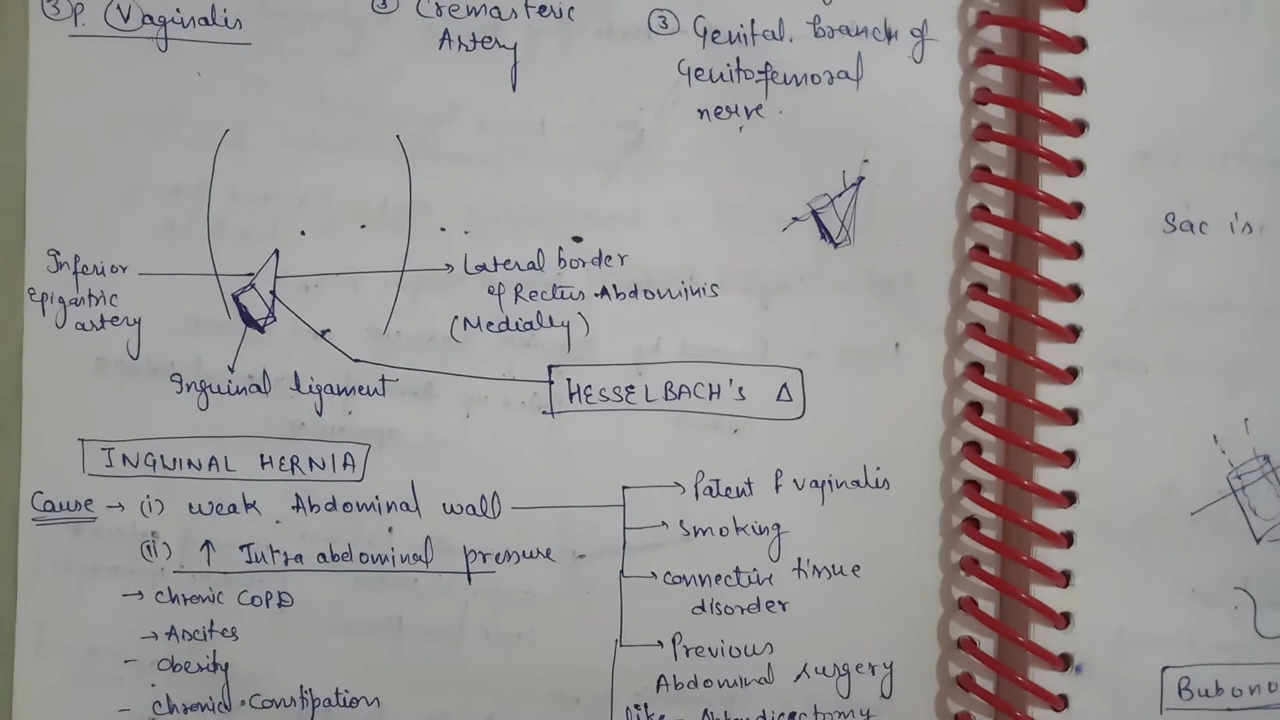 ③ P. Vaginalis
Cremasteric
Artery
③ Genital. branch of
Genitofemoral
nerve.
Inferior
Epigastric
artery
Lateral border
of Rectus Abdominis
(Medially)
Inguinal ligament
HESSELBACH'S Δ
INGUINAL HERNIA
Cause → (i) weak Abdominal wall
(ii) ↑ Intra abdominal pressure -
→ chronic COPD
→ Ascites
- Obesity
- chronic Constipation
→ Patent P vaginalis
→ Smoking
→ connective tissue
disorder
→ Previous
Abdominal surgery
like -
Sac is
Bubono